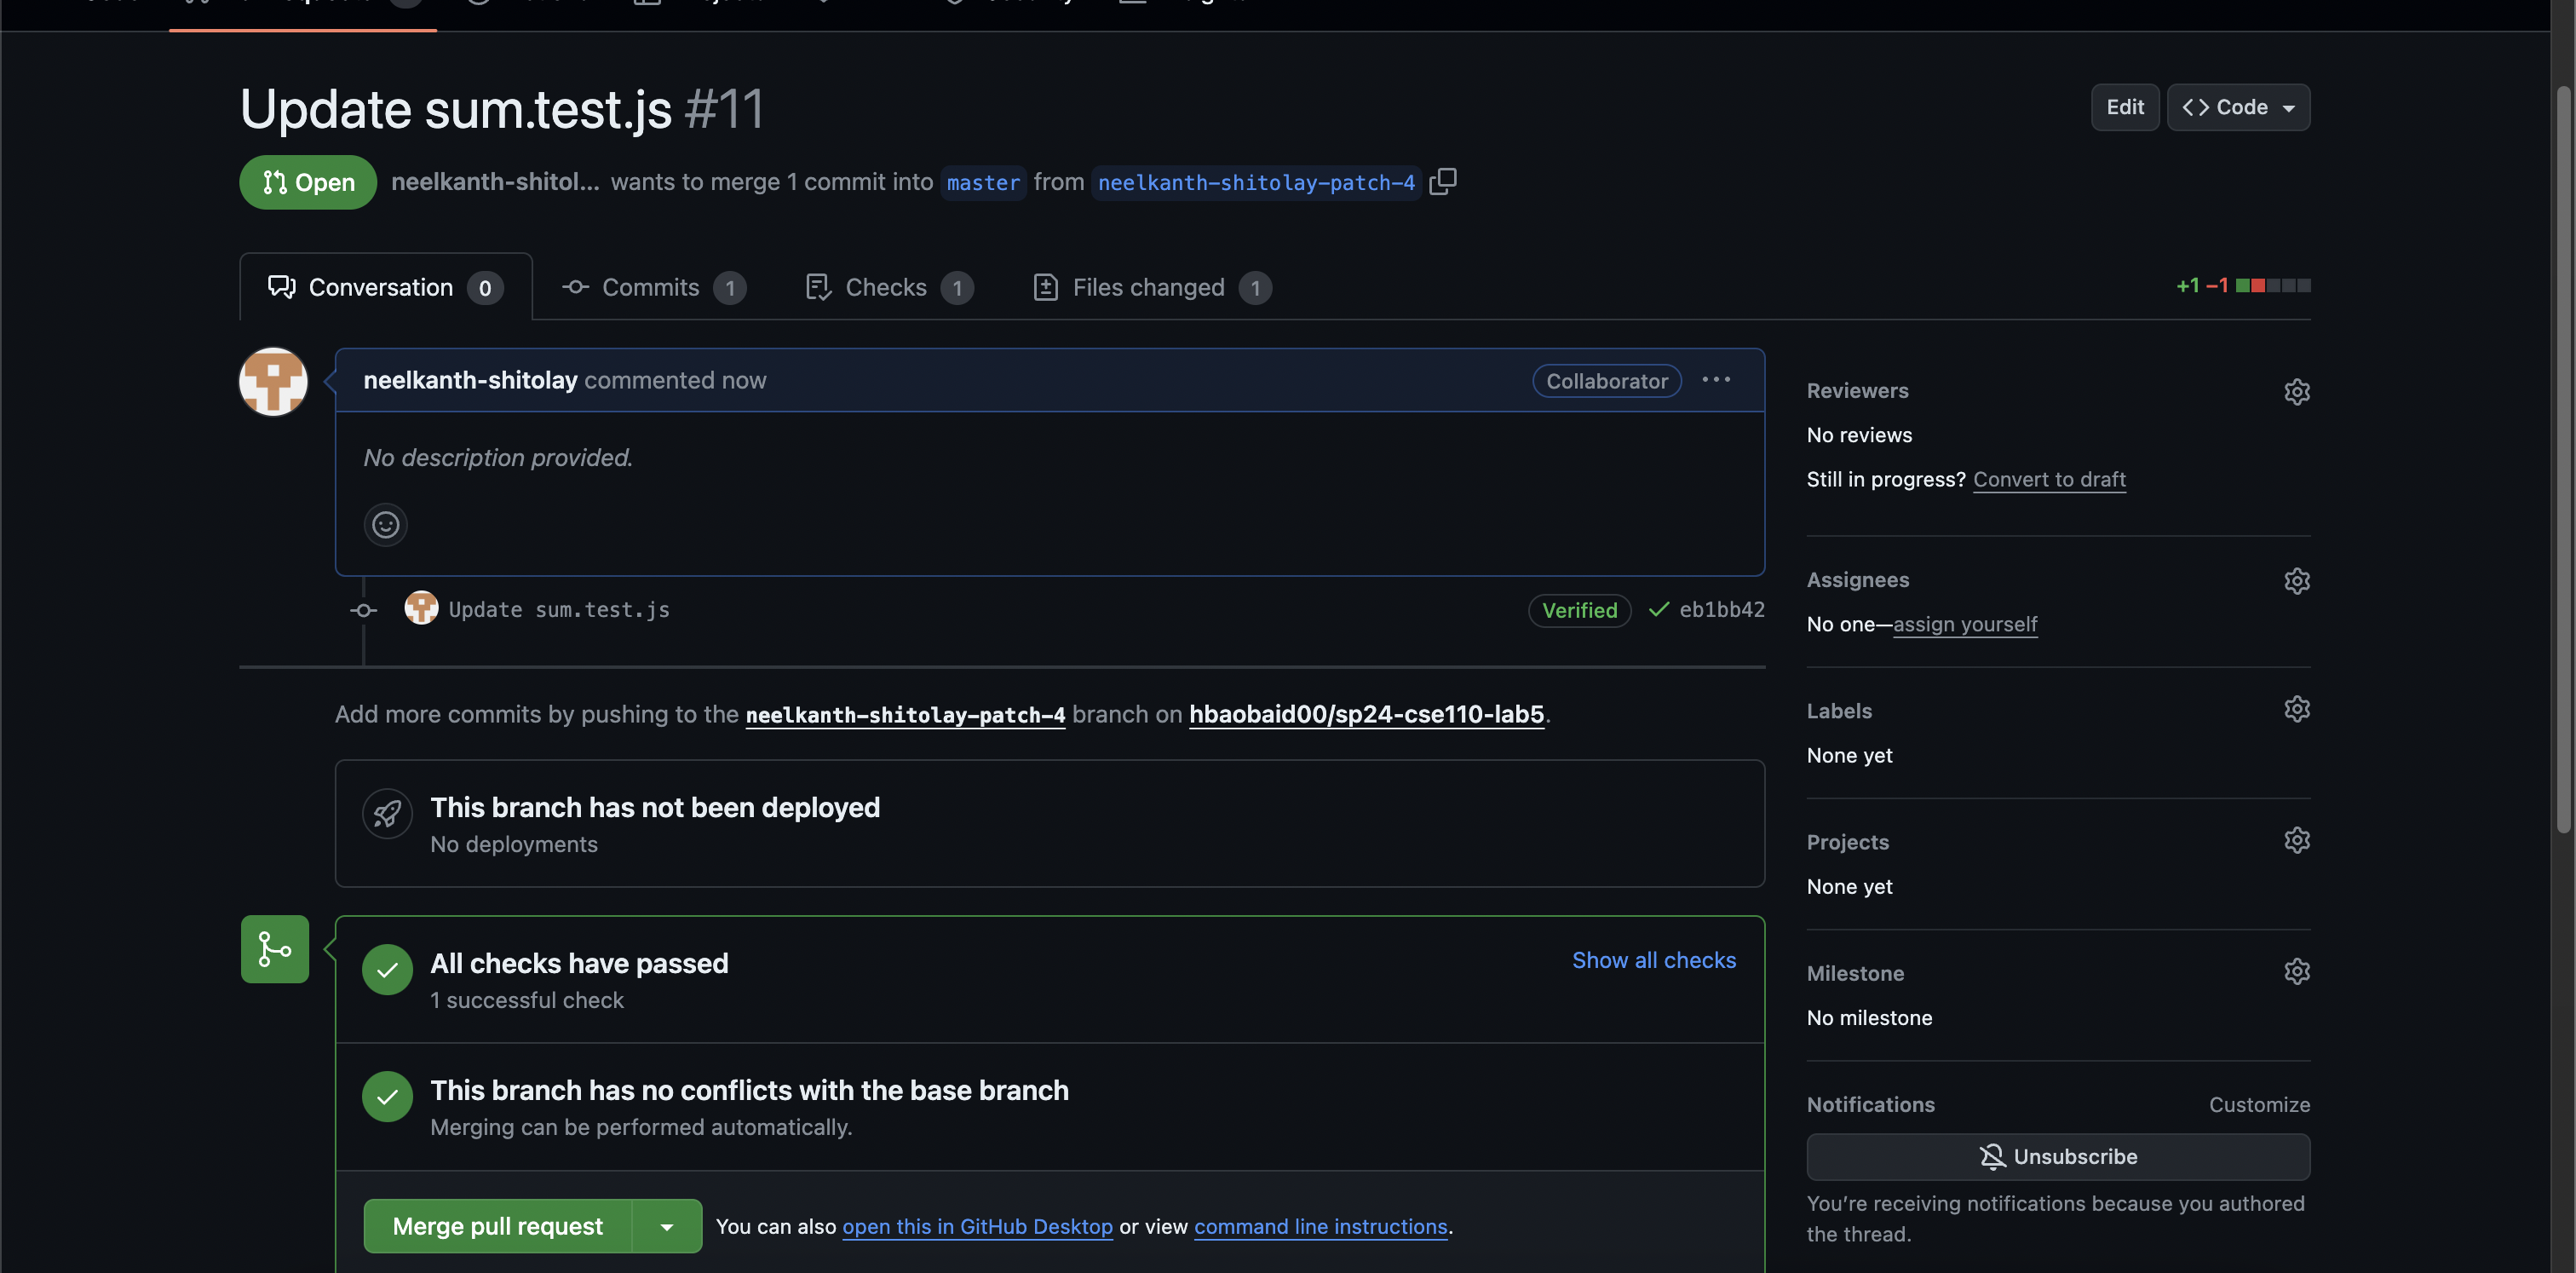 Update sum.test.js #11
Edit
Code
Open
neelkanth-shitol... wants to merge 1 commit into master from neelkanth-shitolay-patch-4
Conversation 0
Commits 1
Checks 1
Files changed 1
+1 −1
neelkanth-shitolay commented now
Collaborator
No description provided.
Update sum.test.js
Verified
eb1bb42
Add more commits by pushing to the neelkanth-shitolay-patch-4 branch on hbaobaid00/sp24-cse110-lab5.
This branch has not been deployed
No deployments
All checks have passed
1 successful check
Show all checks
This branch has no conflicts with the base branch
Merging can be performed automatically.
Merge pull request
You can also open this in GitHub Desktop or view command line instructions.
Reviewers
No reviews
Still in progress? Convert to draft
Assignees
No one—assign yourself
Labels
None yet
Projects
None yet
Milestone
No milestone
Notifications
Customize
Unsubscribe
You're receiving notifications because you authored
the thread.